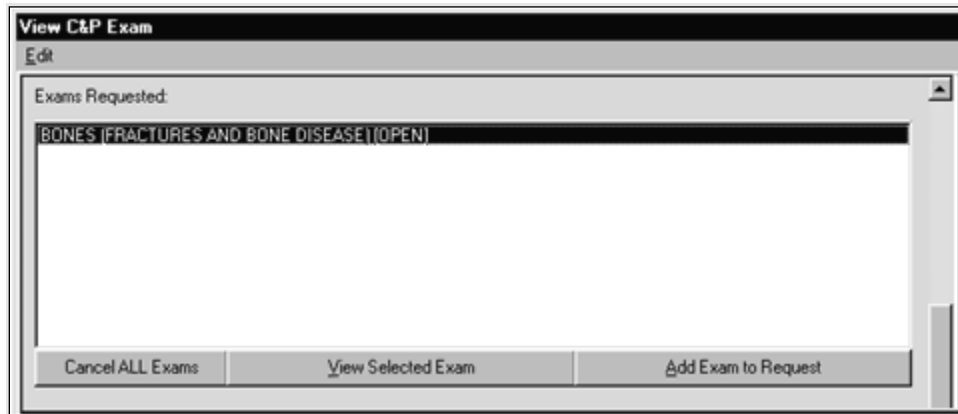 View C&P Exam
Edit
Exams Requested:
BONES (FRACTURES AND BONE DISEASE) (OPEN)
Cancel ALL Exams View Selected Exam Add Exam to Request